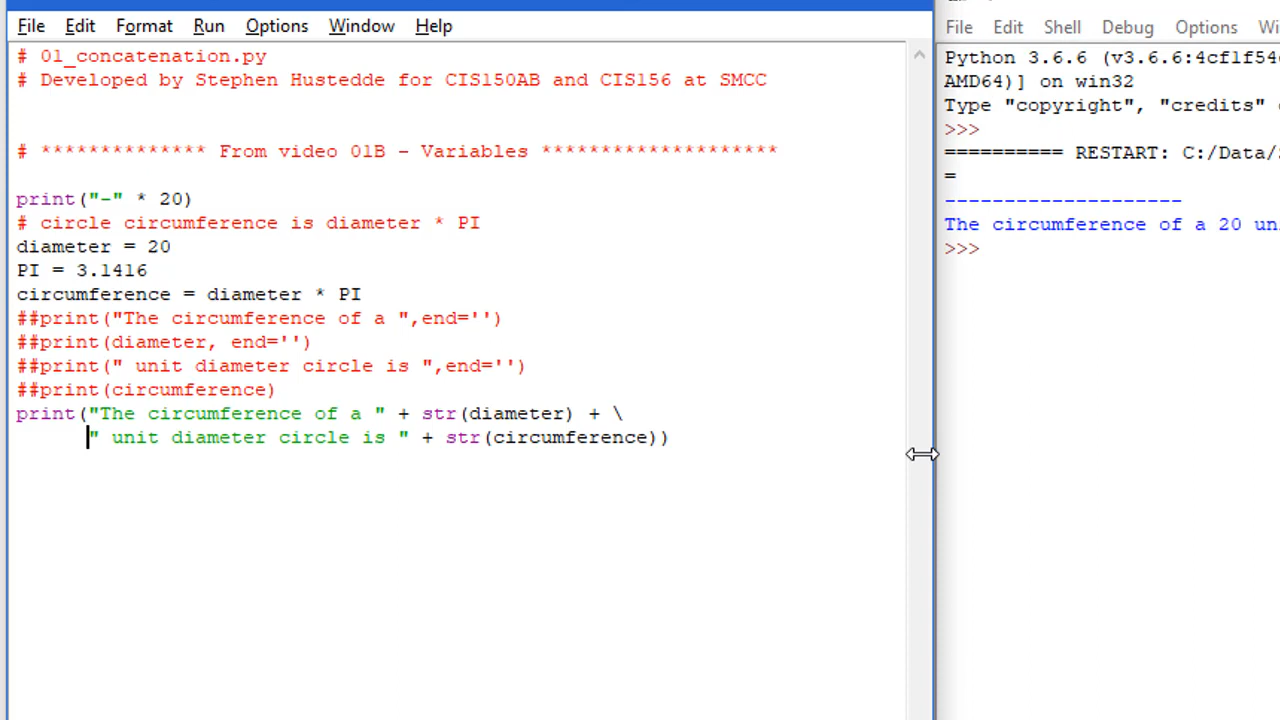 File Edit Format Run Options Window Help
# 01_concatenation.py
# Developed by Stephen Hustedde for CIS150AB and CIS156 at SMCC
# ************** From video 01B - Variables ********************
print("-" * 20)
# circle circumference is diameter * PI
diameter = 20
PI = 3.1416
circumference = diameter * PI
##print("The circumference of a ",end='')
##print(diameter, end='')
##print(" unit diameter circle is ",end='')
##print(circumference)
print("The circumference of a " + str(diameter) + \
" unit diameter circle is " + str(circumference))
File Edit Shell Debug Options Wi
Python 3.6.6 (v3.6.6:4cf1f54
AMD64)] on win32
Type "copyright", "credits"
>>>
========== RESTART: C:/Data/
=
--------------------
The circumference of a 20 un
>>>